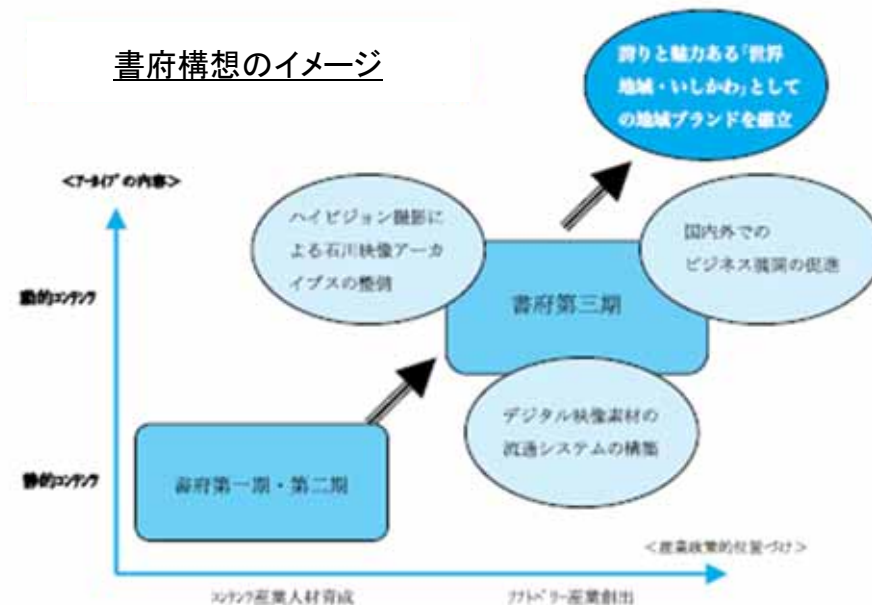 書府構想のイメージ
誇りと魅力ある「世界
地域・いしかわ」として
の地域ブランドを確立
<ｱｰｶｲﾌﾞの内容>
ハイビジョン撮影に
よる石川映像アーカ
イブスの整備
国内外での
ビジネス展開の促進
動的ｺﾝﾃﾝﾂ
書府第三期
デジタル映像素材の
流通システムの構築
静的ｺﾝﾃﾝﾂ
書府第一期・第二期
<産業政策的位置づけ>
ｺﾝﾃﾝﾂ産業人材育成
産業創出